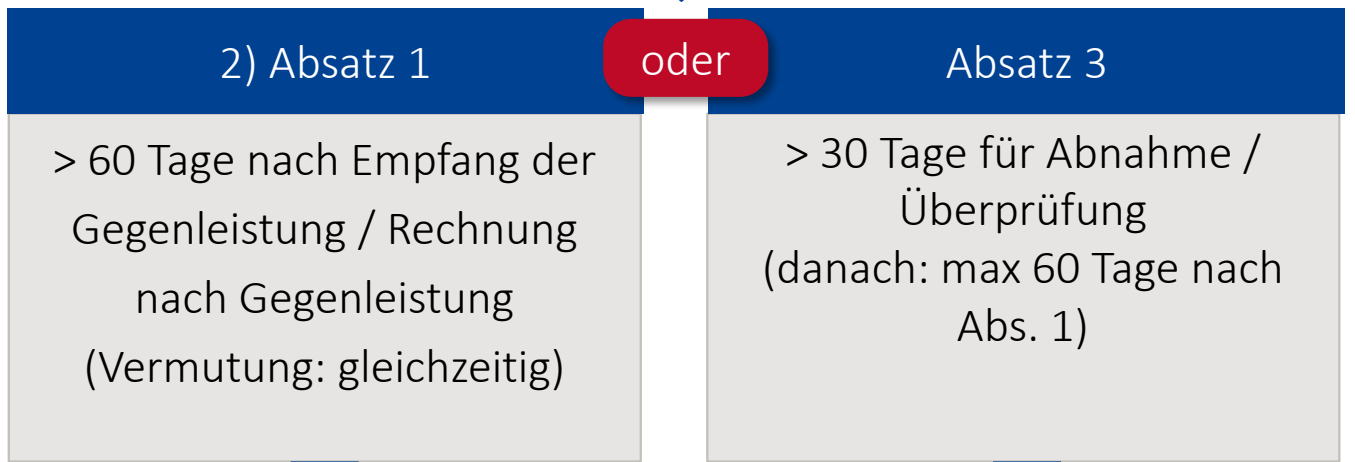 2) Absatz 1
oder
Absatz 3
> 60 Tage nach Empfang der
Gegenleistung / Rechnung
nach Gegenleistung
(Vermutung: gleichzeitig)
> 30 Tage für Abnahme /
Überprüfung
(danach: max 60 Tage nach
Abs. 1)